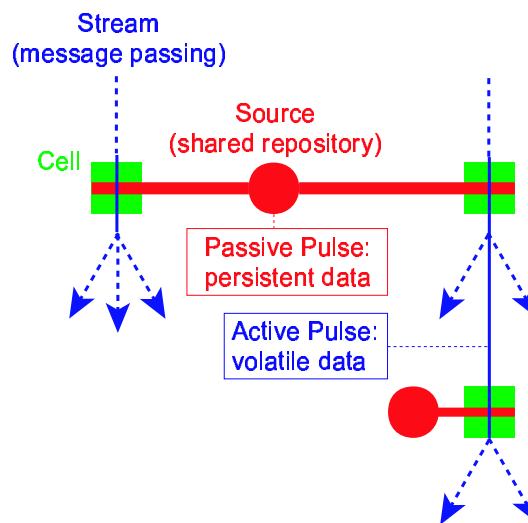 Stream
(message passing)
Source
(shared repository)
Cell
Passive Pulse:
persistent data
Active Pulse:
volatile data